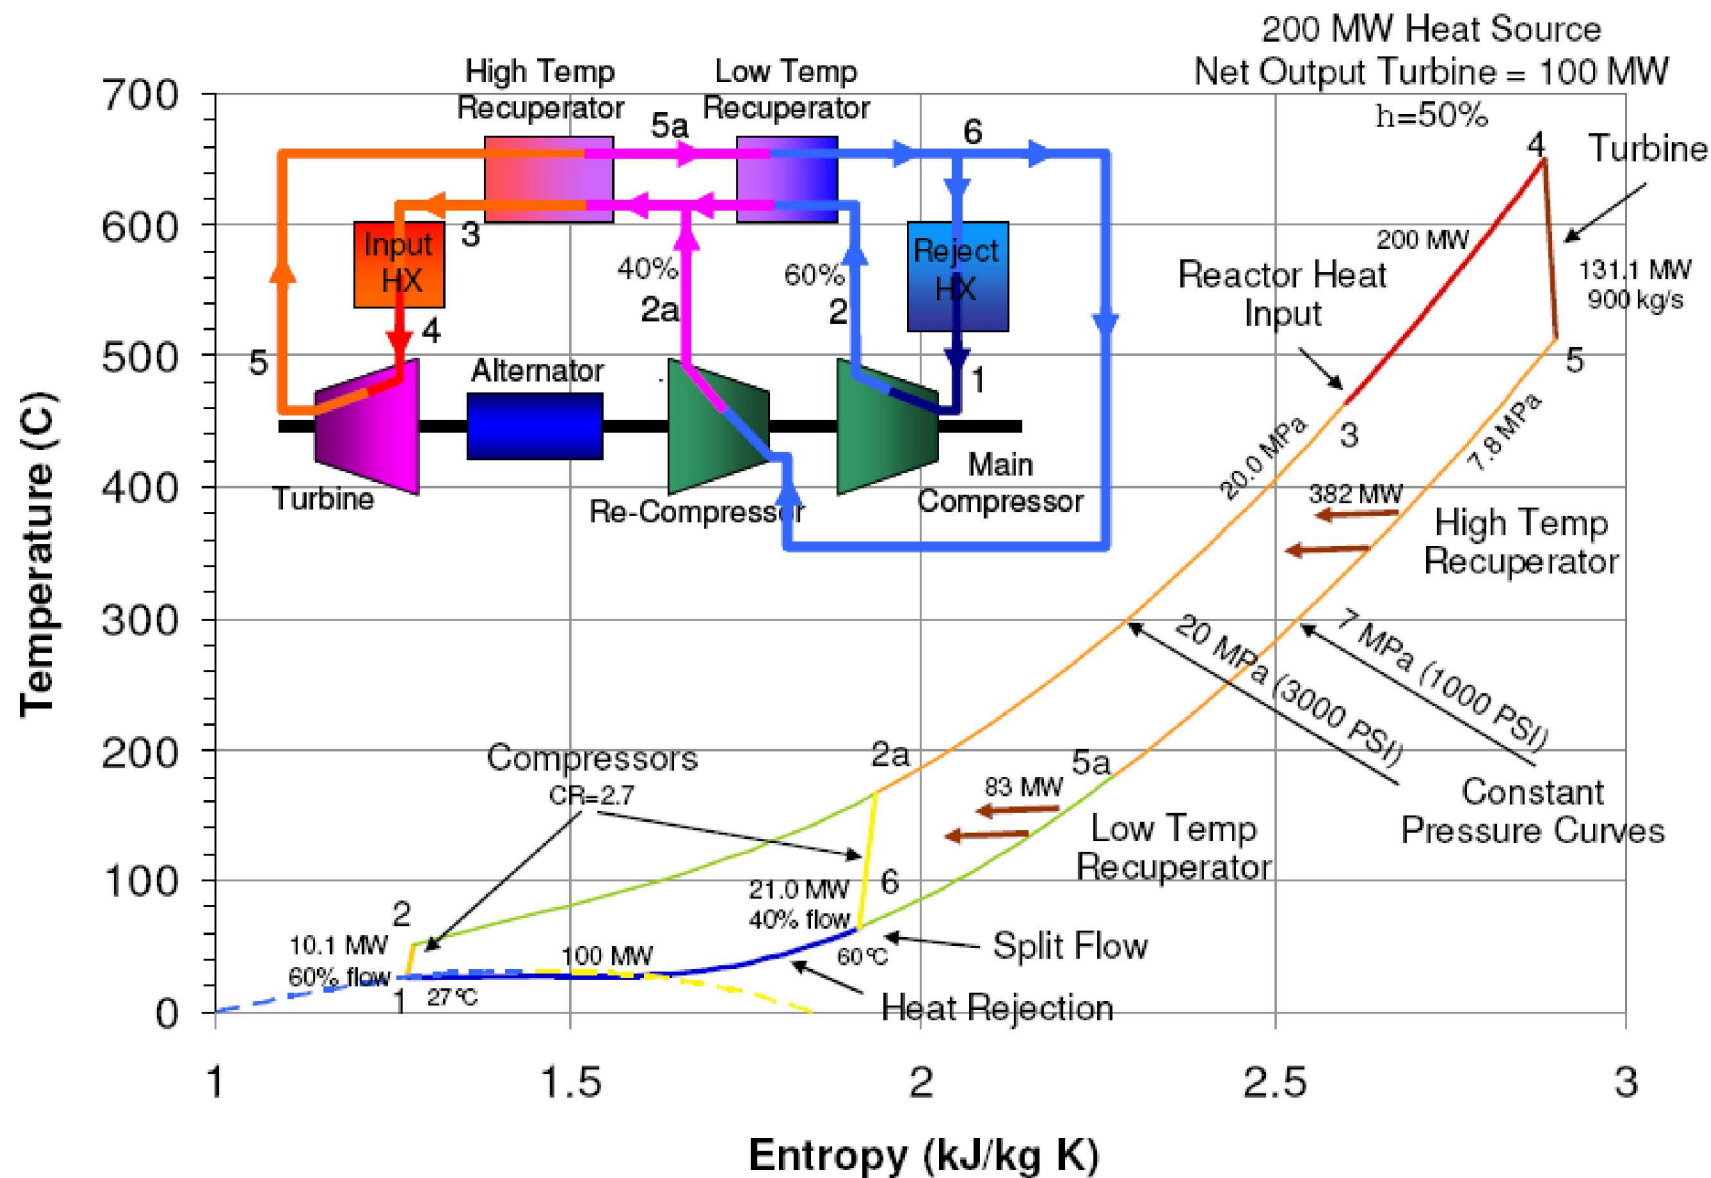 200 MW Heat Source
Net Output Turbine = 100 MW
h=50%
High Temp
Recuperator
Low Temp
Recuperator
5a
6
3
Input
HX
4
5
40%
2a
60%
2
Reject
HX
1
Alternator
Turbine
Re-Compressor
Main
Compressor
4
Turbine
200 MW
131.1 MW
900 kg/s
Reactor Heat
Input
5
3
20.0 MPa
7.8 MPa
382 MW
High Temp
Recuperator
20 MPa (3000 PSI)
7 MPa (1000 PSI)
Constant
Pressure Curves
2a
5a
83 MW
Low Temp
Recuperator
Compressors
CR=2.7
2
10.1 MW
60% flow
1
27°C
100 MW
21.0 MW
40% flow
6
60°C
Split Flow
Heat Rejection
700
600
500
400
300
200
100
0
Temperature (C)
1
1.5
2
2.5
3
Entropy (kJ/kg K)